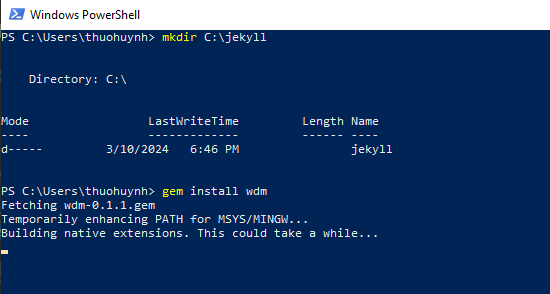 Windows PowerShell
PS C:\Users\thuohuynh> mkdir C:\jekyll
Directory: C:\
Mode                 LastWriteTime         Length Name
----                 -------------         ------ ----
d-----         3/10/2024   6:46 PM                jekyll
PS C:\Users\thuohuynh> gem install wdm
Fetching wdm-0.1.1.gem
Temporarily enhancing PATH for MSYS/MINGW...
Building native extensions. This could take a while...